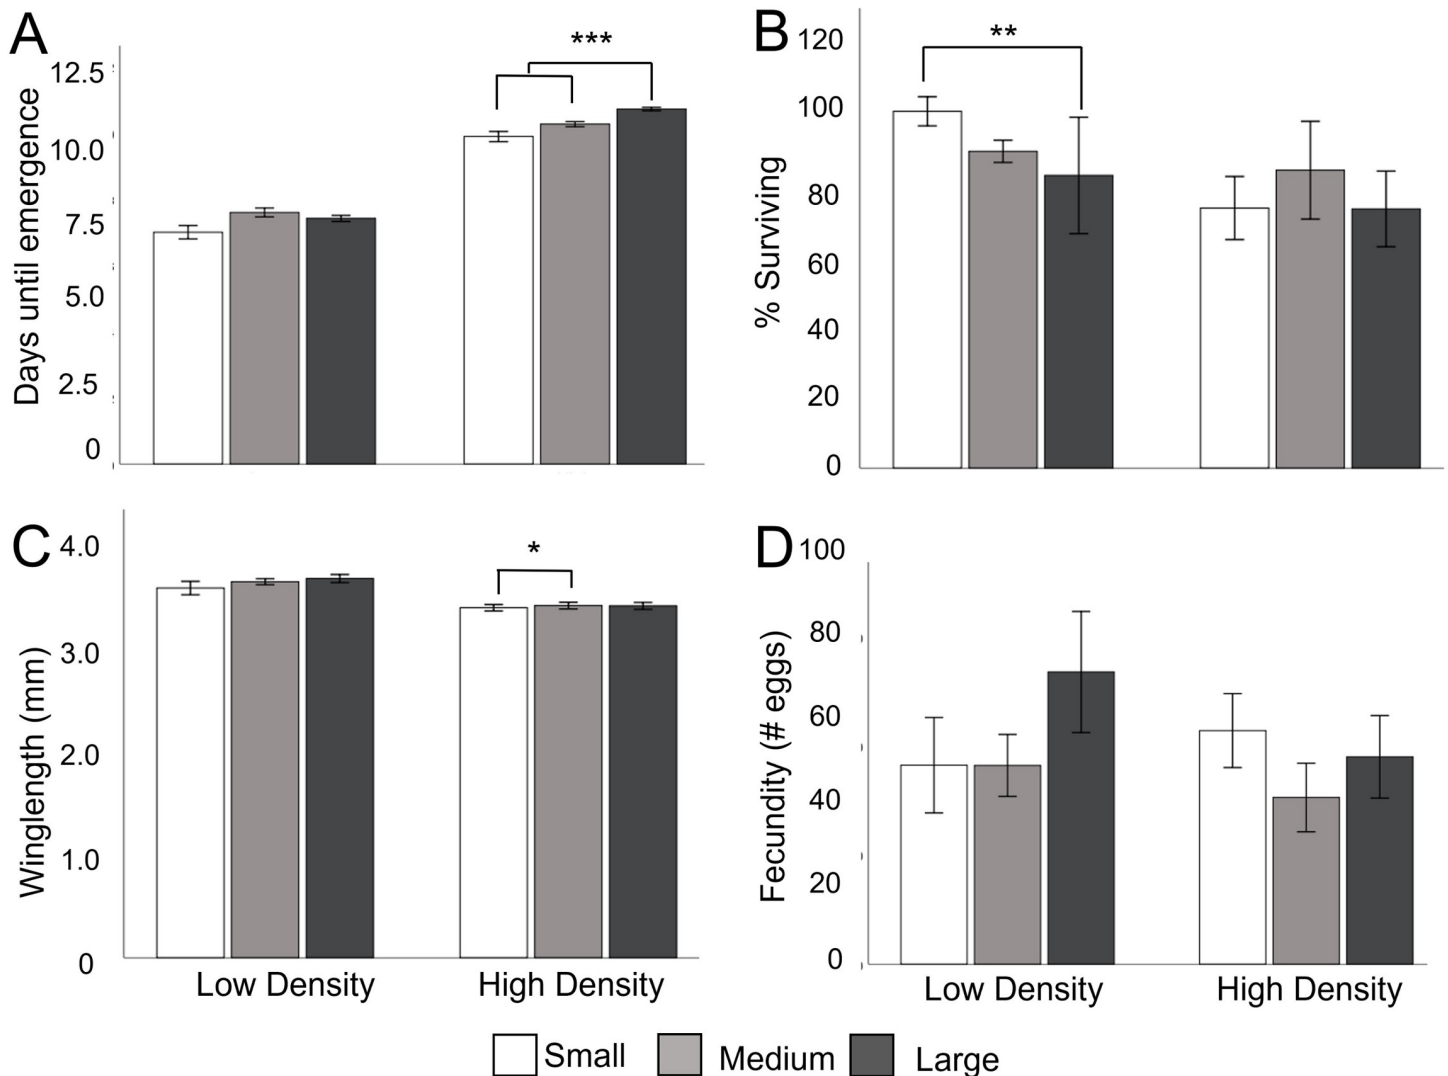 A
Days until emergence
12.5
10.0
7.5
5.0
2.5
0
***
B
% Surviving
120
100
80
60
40
20
0
**
C
Winglength (mm)
4.0
3.0
2.0
1.0
0
*
Low Density High Density
D
Fecundity (# eggs)
100
80
60
40
20
0
Low Density High Density
Small Medium Large